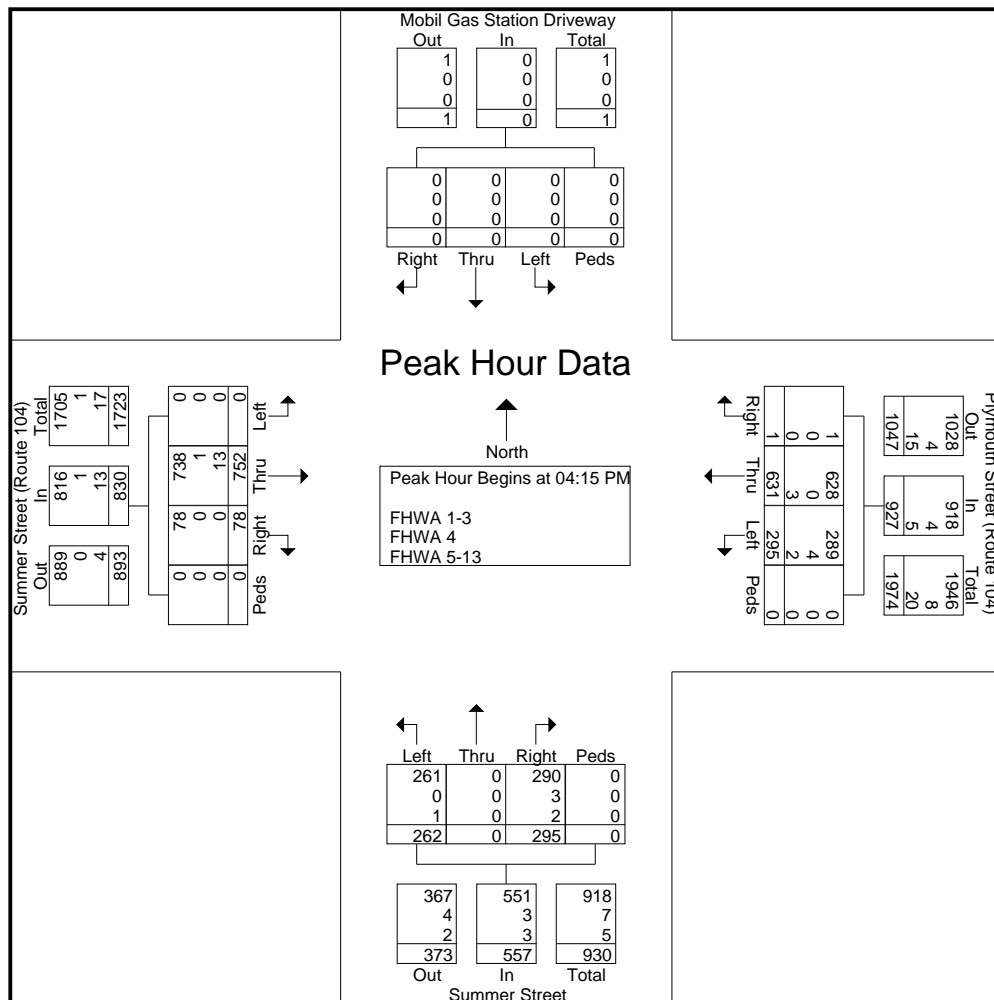 Mobil Gas Station Driveway
Out In Total
1 0 1
0 0 0
0 0 0
1 0 1
0 0 0 0
0 0 0 0
0 0 0 0
0 0 0 0
Right Thru Left Peds
Peak Hour Data
North
Peak Hour Begins at 04:15 PM
FHWA 1-3
FHWA 4
FHWA 5-13
Summer Street (Route 104)
Out In Total
889 816 1705
0 1 1
4 13 17
893 830 1723
78 738 0
0 0 1 0
0 0 13 0
0 78 752 0
Peds Right Thru Left
Plymouth Street (Route 104)
Out In Total
1028 918 1946
4 4 8
15 5 20
1047 927 1974
1 628 289 0
0 0 4 0
0 3 2 0
1 631 295 0
Right Thru Left Peds
Left Thru Right Peds
261 0 290 0
0 0 3 0
1 0 2 0
262 0 295 0
367 551 918
4 3 7
2 3 5
373 557 930
Out In Total
Summer Street